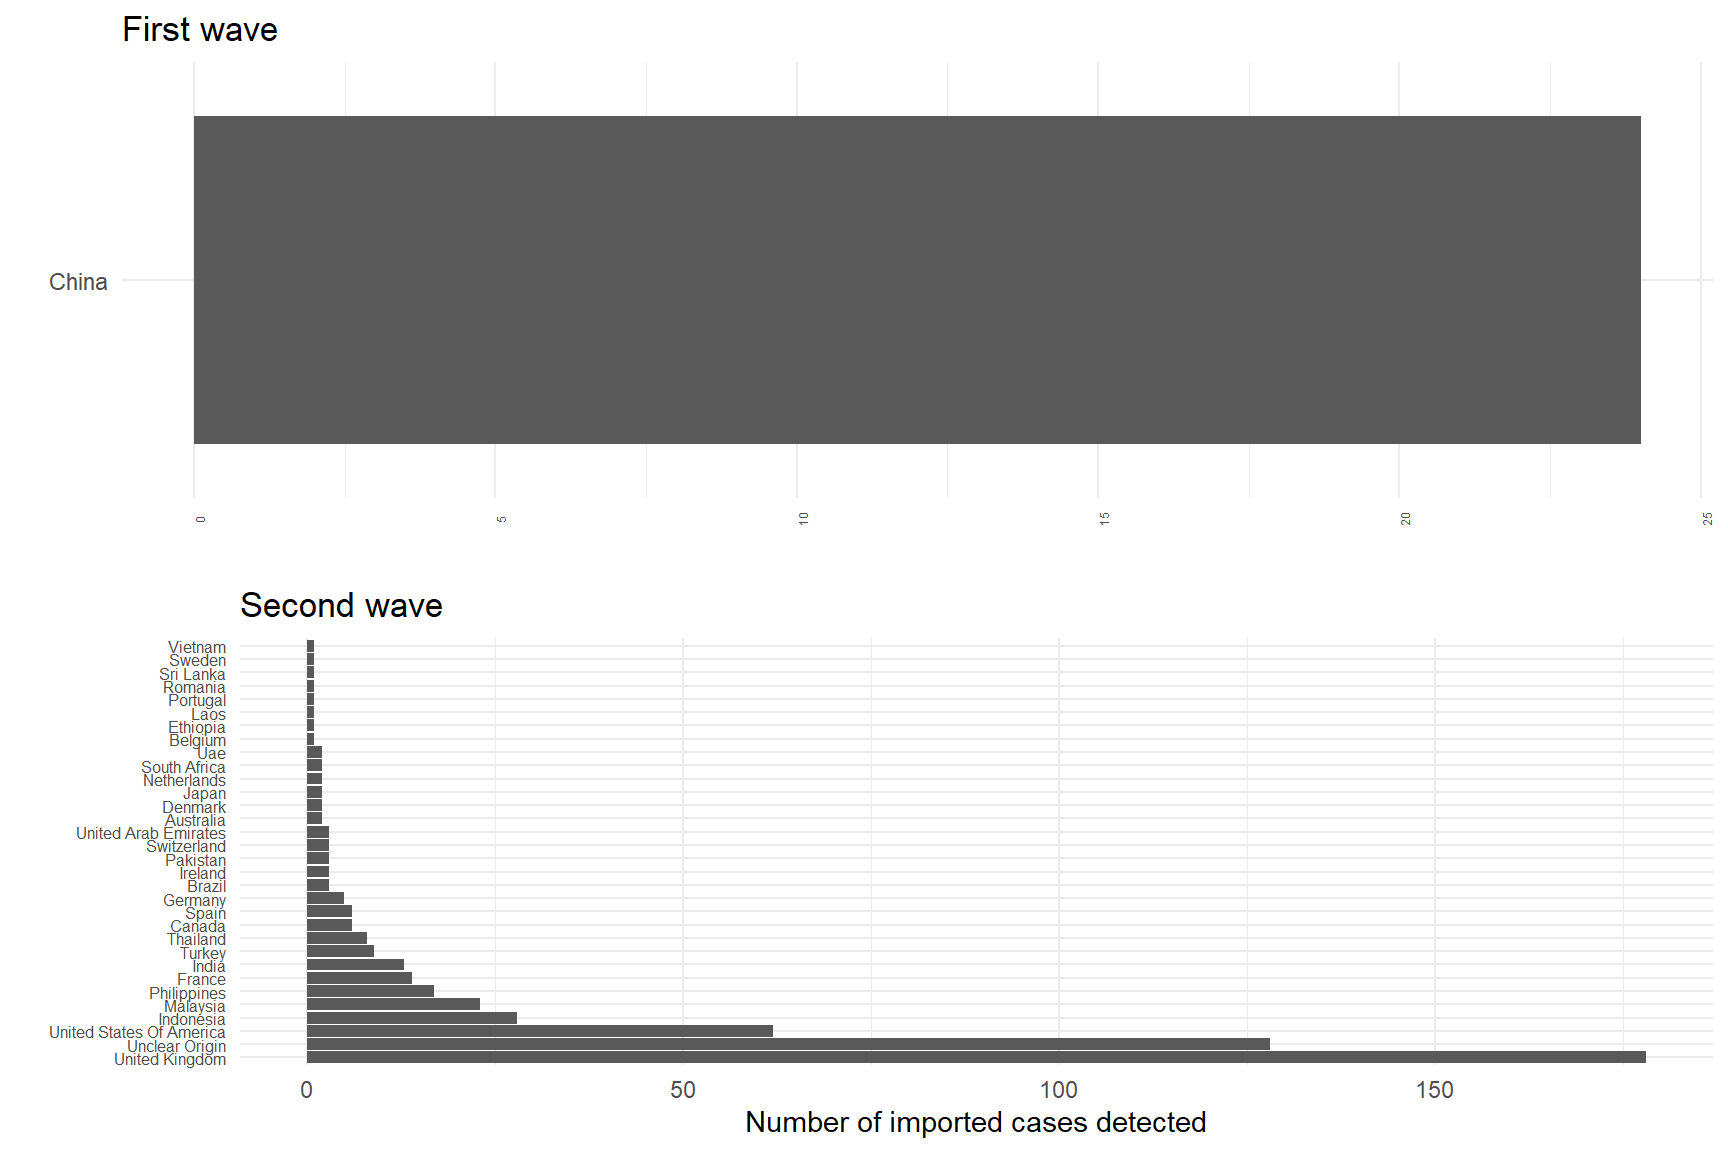 First wave
China
0 5 10 15 20 25
Second wave
Vietnam
Sweden
Sri Lanka
Romania
Portugal
Laos
Ethiopia
Belgium
Uae
South Africa
Netherlands
Japan
Denmark
Australia
United Arab Emirates
Switzerland
Pakistan
Ireland
Brazil
Germany
Spain
Canada
Thailand
Turkey
India
France
Philippines
Malaysia
Indonesia
United States Of America
Unclear Origin
United Kingdom
0 50 100 150
Number of imported cases detected